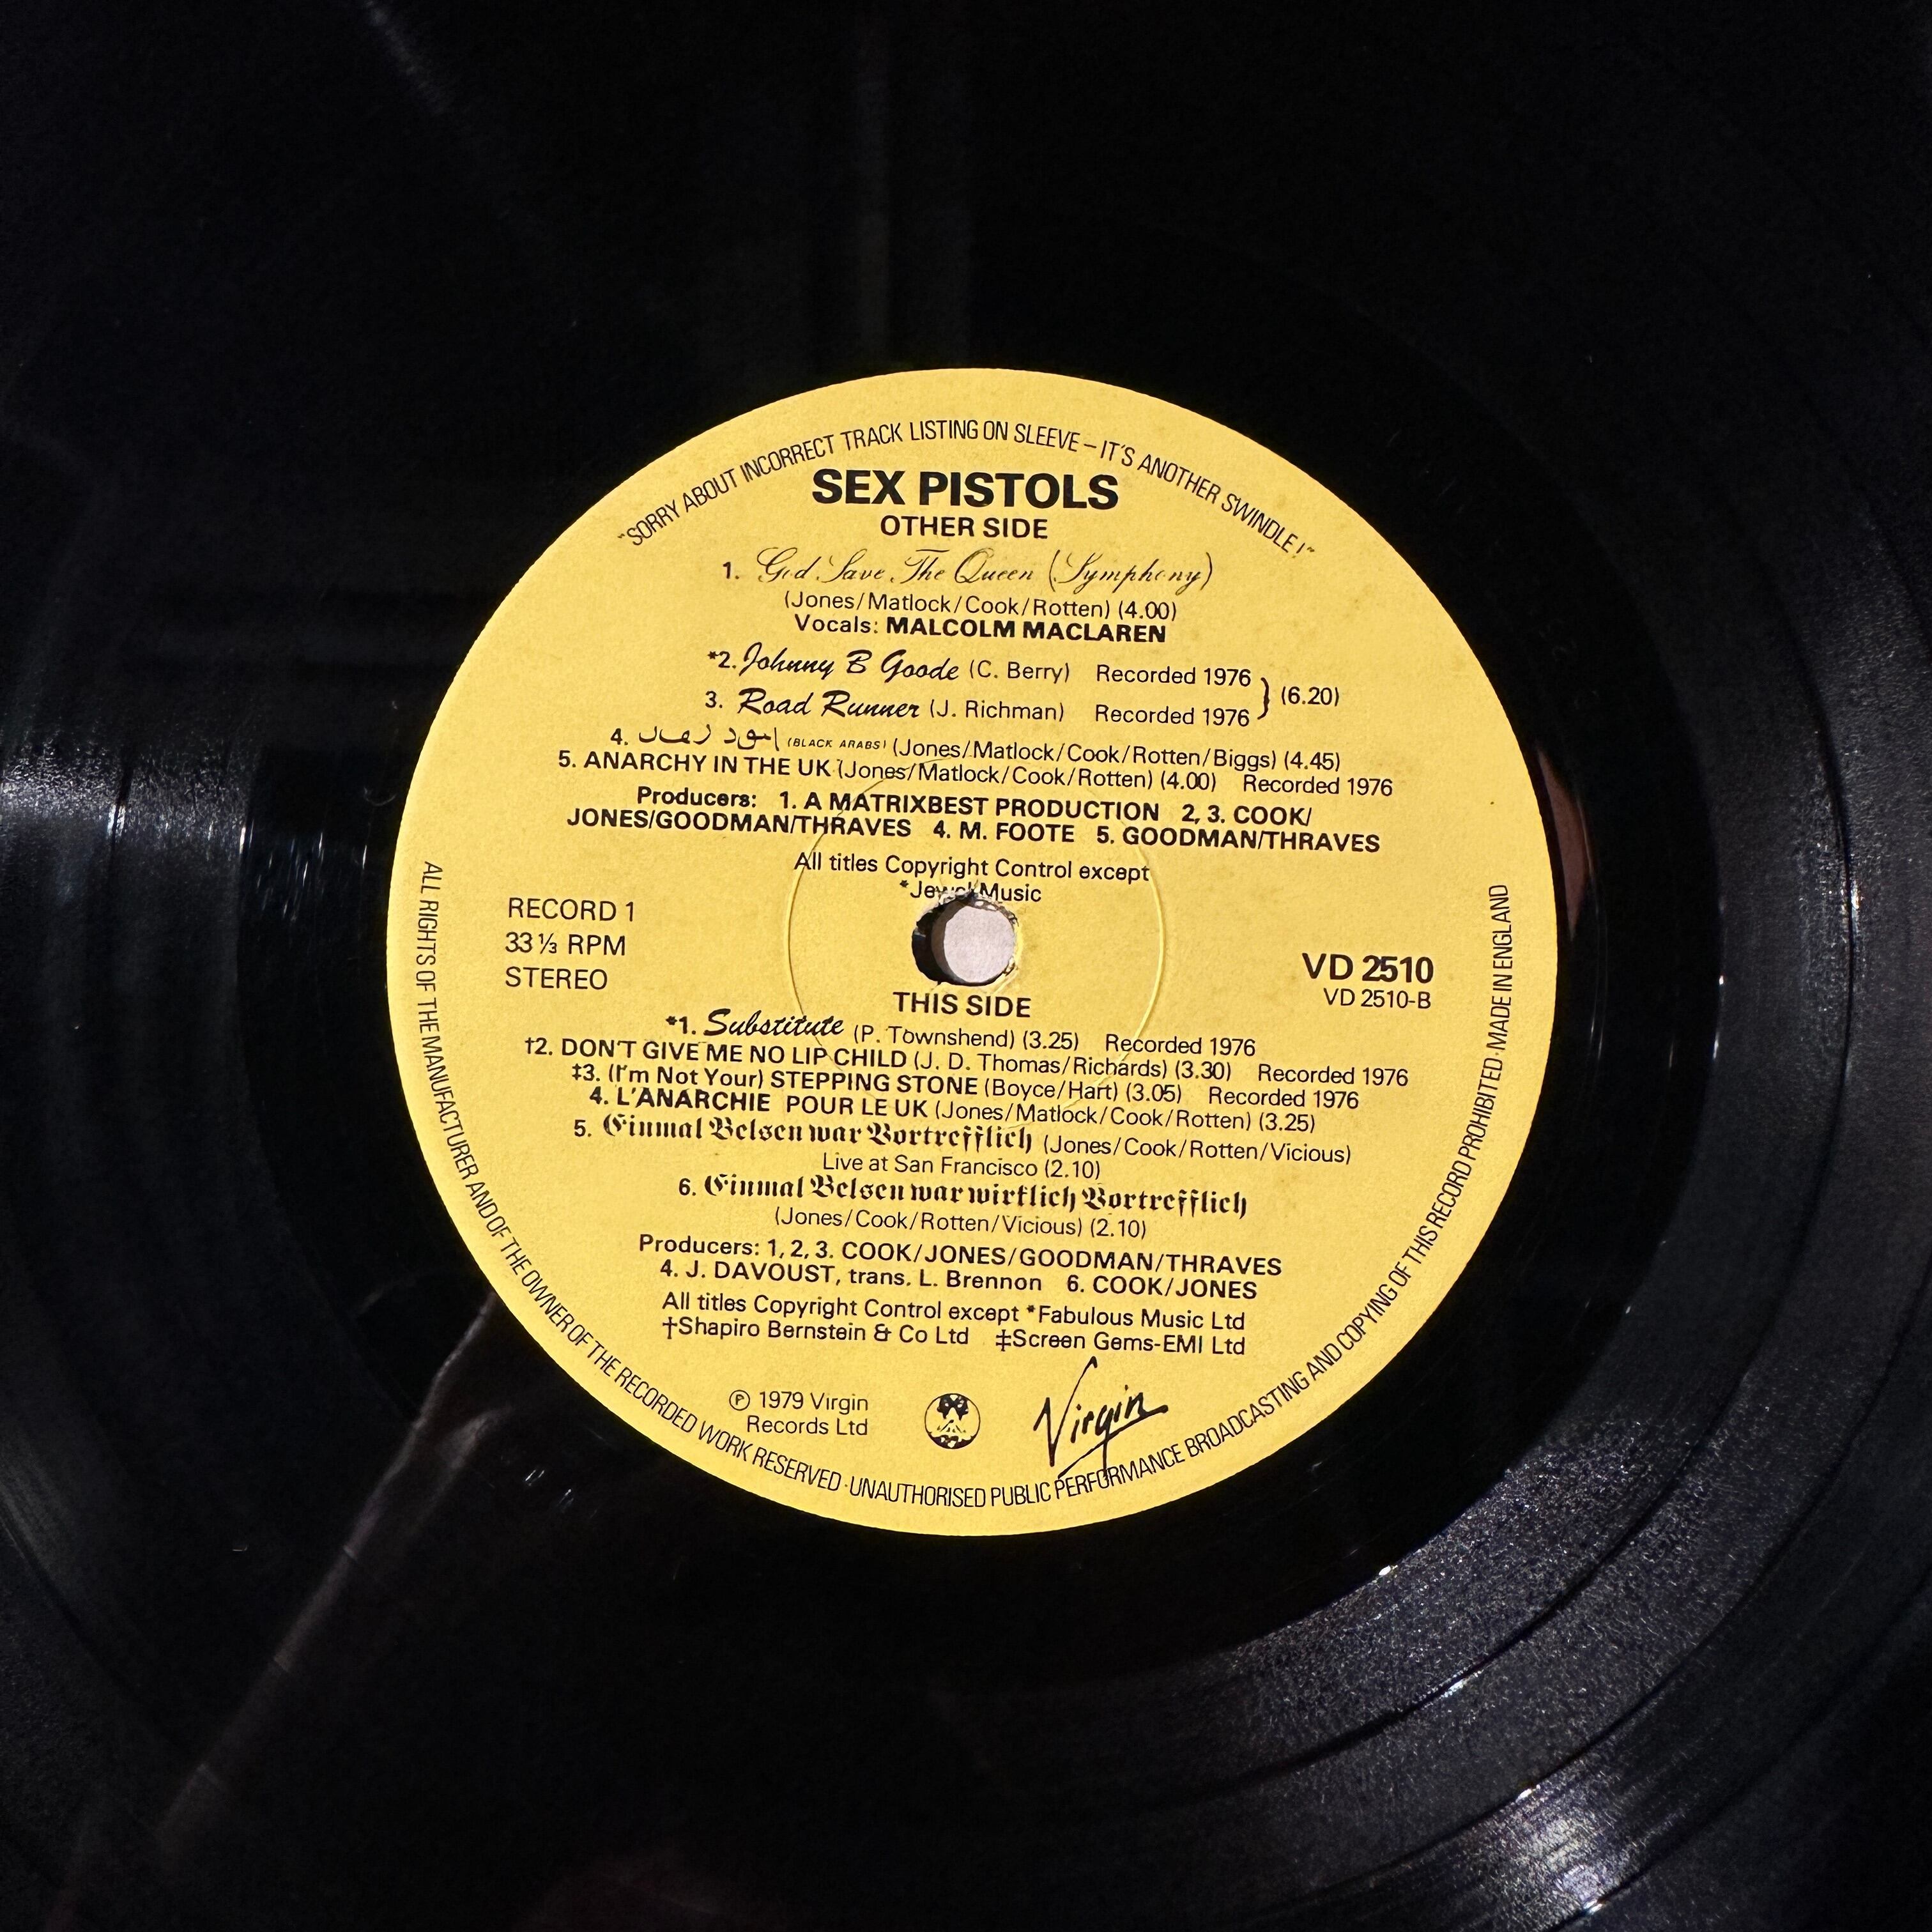 "SORRY ABOUT INCORRECT TRACK LISTING ON SLEEVE – IT'S ANOTHER SWINDLE!"
SEX PISTOLS
OTHER SIDE
1. God Save The Queen (Symphony)
(Jones/Matlock/Cook/Rotten) (4.00)
Vocals: MALCOLM MACLAREN
*2. Johnny B Goode (C. Berry) Recorded 1976
3. Road Runner (J. Richman) Recorded 1976 } (6.20)
4. (BLACK ARABS) (Jones/Matlock/Cook/Rotten/Biggs) (4.45)
5. ANARCHY IN THE UK (Jones/Matlock/Cook/Rotten) (4.00) Recorded 1976
Producers: 1. A MATRIXBEST PRODUCTION 2, 3. COOK/
JONES/GOODMAN/THRAVES 4. M. FOOTE 5. GOODMAN/THRAVES
All titles Copyright Control except
*Jewel Music
RECORD 1
33⅓ RPM
STEREO
VD 2510
VD 2510-B
THIS SIDE
*1. Substitute (P. Townshend) (3.25) Recorded 1976
†2. DON'T GIVE ME NO LIP CHILD (J. D. Thomas/Richards) (3.30) Recorded 1976
‡3. (I'm Not Your) STEPPING STONE (Boyce/Hart) (3.05) Recorded 1976
4. L'ANARCHIE POUR LE UK (Jones/Matlock/Cook/Rotten) (3.25)
5. Einmal Belsen war Vortrefflich (Jones/Cook/Rotten/Vicious)
Live at San Francisco (2.10)
6. Einmal Belsen war wirklich Vortrefflich
(Jones/Cook/Rotten/Vicious) (2.10)
Producers: 1, 2, 3. COOK/JONES/GOODMAN/THRAVES
4. J. DAVOUST, trans. L. Brennon 6. COOK/JONES
All titles Copyright Control except *Fabulous Music Ltd
†Shapiro Bernstein & Co Ltd ‡Screen Gems-EMI Ltd
Ⓟ 1979 Virgin
Records Ltd
Virgin
ALL RIGHTS OF THE MANUFACTURER AND OF THE OWNER OF THE RECORDED WORK RESERVED · UNAUTHORISED PUBLIC PERFORMANCE BROADCASTING AND COPYING OF THIS RECORD PROHIBITED · MADE IN ENGLAND